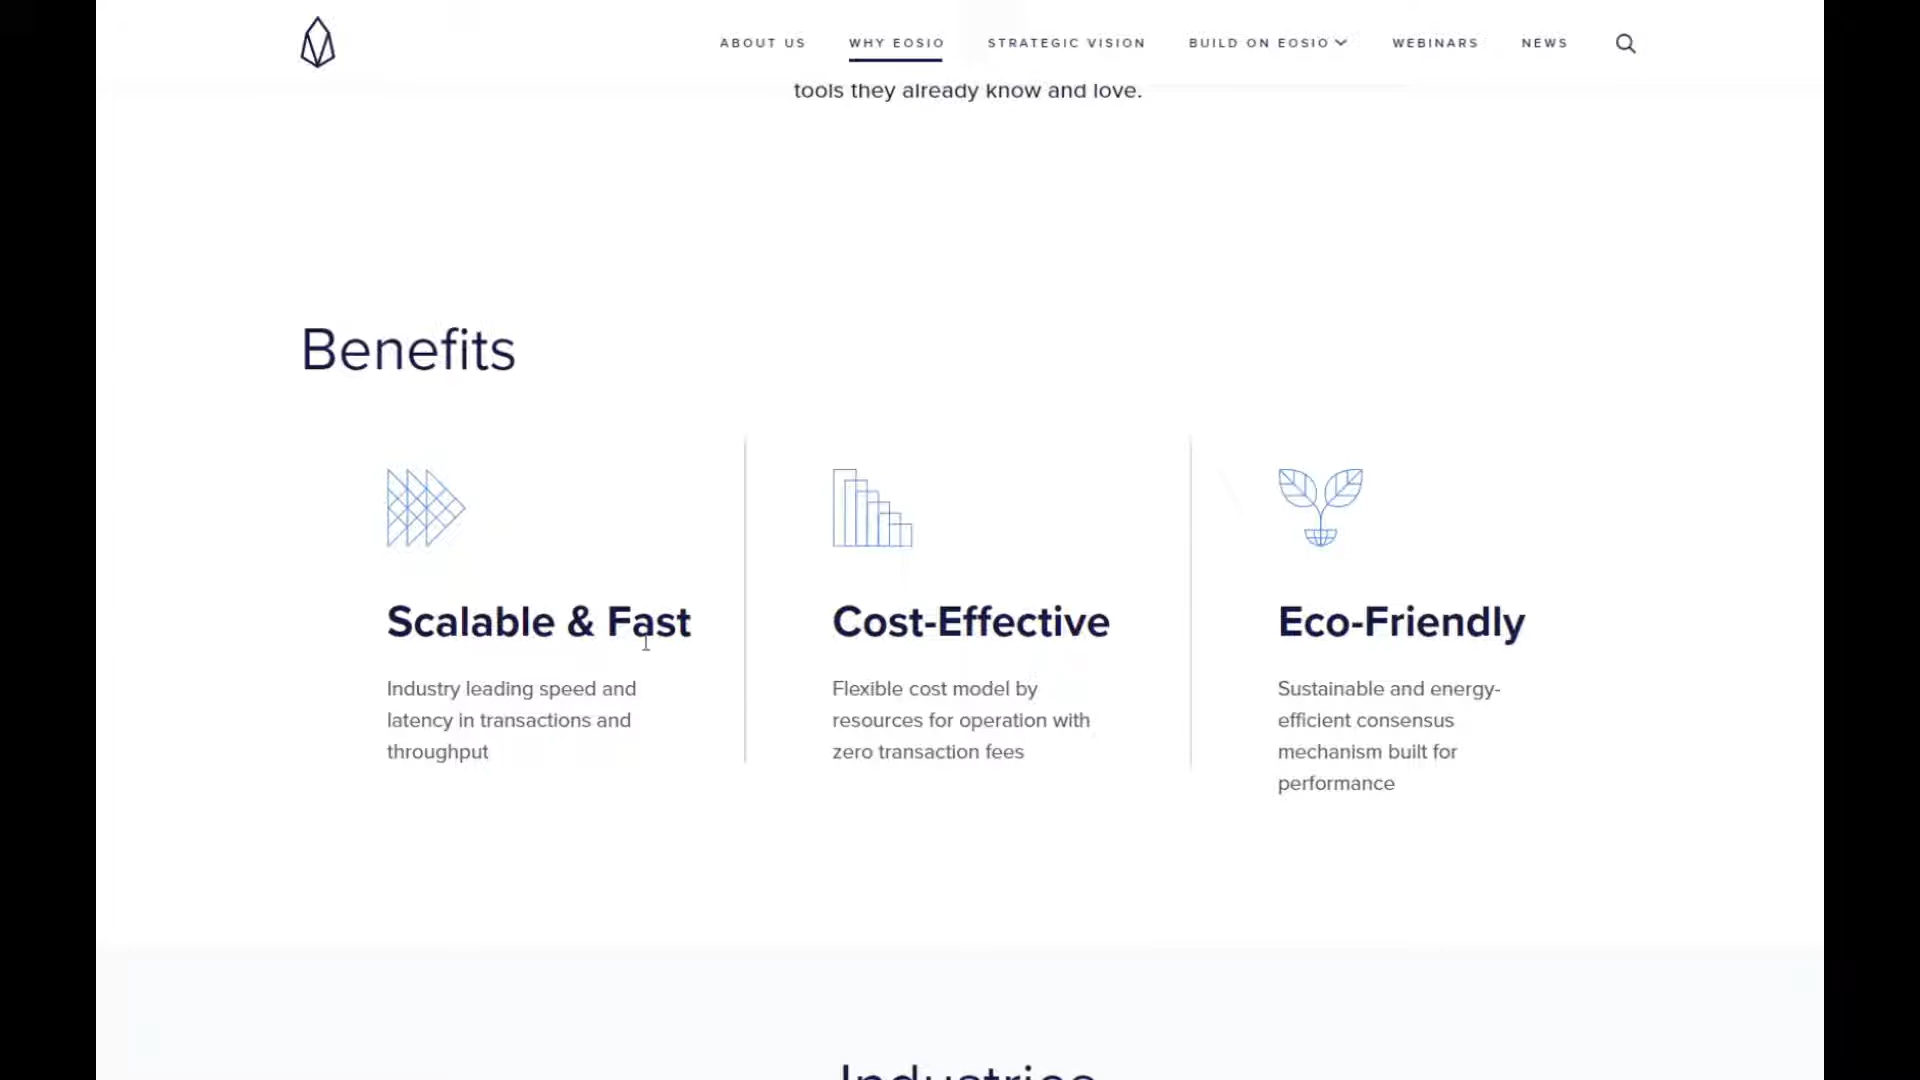 ABOUT US WHY EOSIO STRATEGIC VISION BUILD ON EOSIO WEBINARS NEWS
tools they already know and love.
Benefits
Scalable & Fast
Industry leading speed and
latency in transactions and
throughput
Cost-Effective
Flexible cost model by
resources for operation with
zero transaction fees
Eco-Friendly
Sustainable and energy-
efficient consensus
mechanism built for
performance
Industries